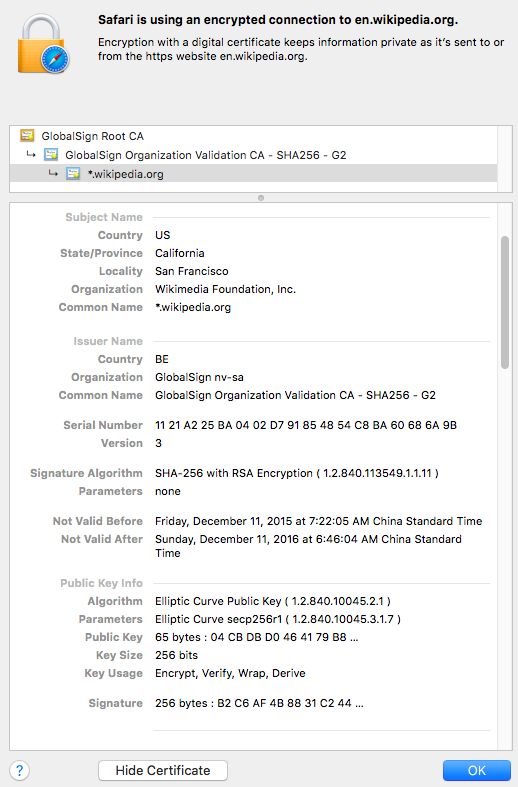 Safari is using an encrypted connection to en.wikipedia.org.
Encryption with a digital certificate keeps information private as it's sent to or
from the https website en.wikipedia.org.
GlobalSign Root CA
GlobalSign Organization Validation CA - SHA256 - G2
*.wikipedia.org
Subject Name
Country US
State/Province California
Locality San Francisco
Organization Wikimedia Foundation, Inc.
Common Name *.wikipedia.org
Issuer Name
Country BE
Organization GlobalSign nv-sa
Common Name GlobalSign Organization Validation CA - SHA256 - G2
Serial Number 11 21 A2 25 BA 04 02 D7 91 85 48 54 C8 BA 60 68 6A 9B
Version 3
Signature Algorithm SHA-256 with RSA Encryption ( 1.2.840.113549.1.1.11 )
Parameters none
Not Valid Before Friday, December 11, 2015 at 7:22:05 AM China Standard Time
Not Valid After Sunday, December 11, 2016 at 6:46:04 AM China Standard
Time
Public Key Info
Algorithm Elliptic Curve Public Key ( 1.2.840.10045.2.1 )
Parameters Elliptic Curve secp256r1 ( 1.2.840.10045.3.1.7 )
Public Key 65 bytes : 04 CB DB D0 46 41 79 B8 ...
Key Size 256 bits
Key Usage Encrypt, Verify, Wrap, Derive
Signature 256 bytes : B2 C6 AF 4B 88 31 C2 44 ...
? Hide Certificate OK